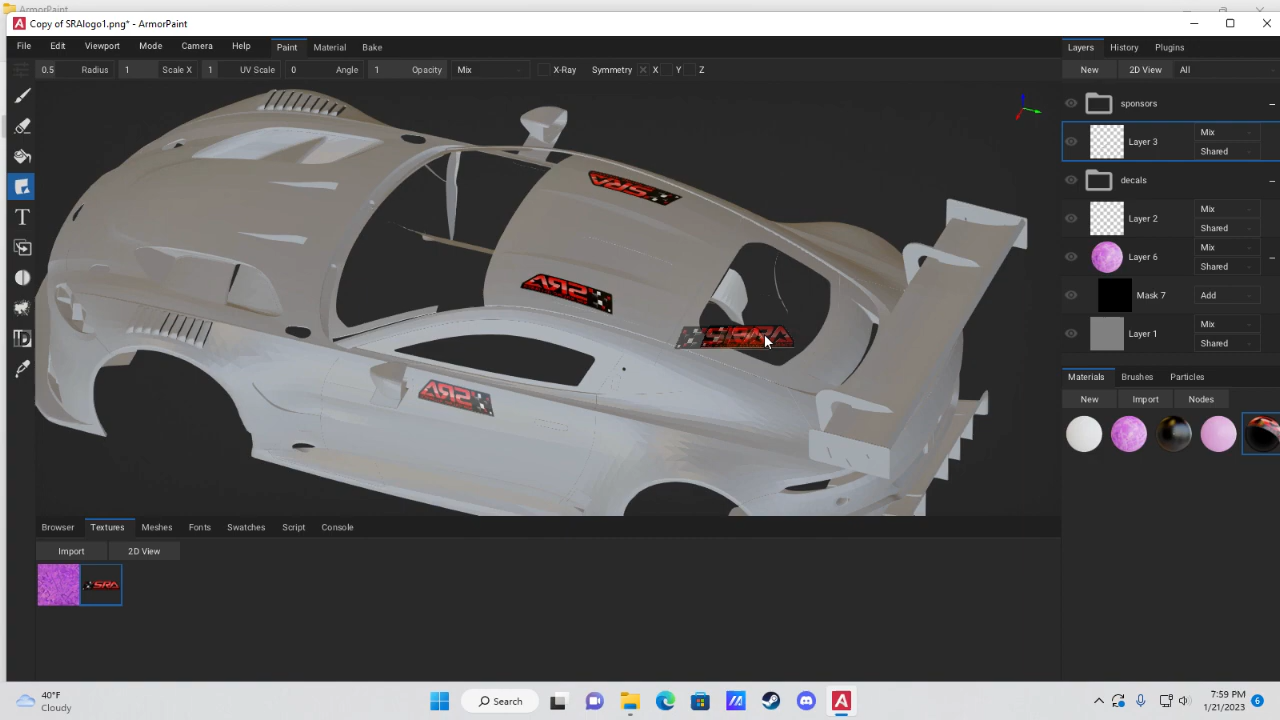 ArmorPaint
Copy of SRAlogo1.png* - ArmorPaint
File Edit Viewport Mode Camera Help Paint Material Bake
0.5 Radius 1 Scale X 1 UV Scale 0 Angle 1 Opacity Mix X-Ray Symmetry X Y Z
Layers History Plugins
New 2D View All
sponsors
Layer 3 Mix
Shared
decals
Layer 2 Mix
Shared
Layer 6 Mix
Shared
Mask 7 Add
Layer 1 Mix
Shared
Materials Brushes Particles
New Import Nodes
T
SRA
SRA
SRA
Browser Textures Meshes Fonts Swatches Script Console
Import 2D View
SRA
40°F
Cloudy
Search
7:59 PM
1/21/2023
6